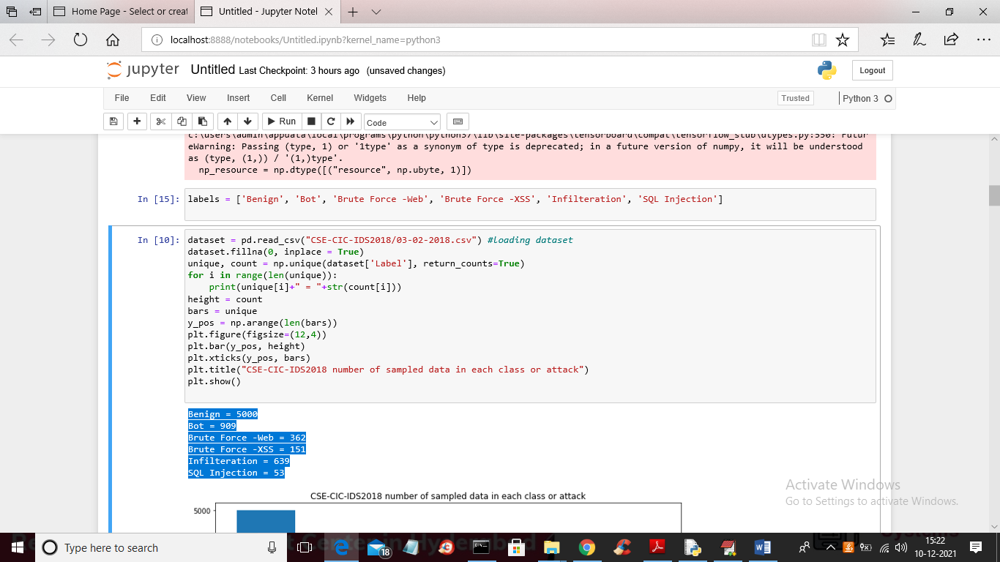 Home Page - Select or creat
Untitled - Jupyter Notel
localhost:8888/notebooks/Untitled.ipynb?kernel_name=python3
jupyter Untitled Last Checkpoint: 3 hours ago (unsaved changes)
Logout
File Edit View Insert Cell Kernel Widgets Help
Trusted
Python 3
Run
Code
c:\users\admin\appdata\local\programs\python\python37\lib\site-packages\tensorboard\compat\tensorflow_stub\dtypes.py:550: Futur
eWarning: Passing (type, 1) or '1type' as a synonym of type is deprecated; in a future version of numpy, it will be understood
as (type, (1,)) / '(1,)type'.
np_resource = np.dtype([("resource", np.ubyte, 1)])
In [15]: labels = ['Benign', 'Bot', 'Brute Force -Web', 'Brute Force -XSS', 'Infilteration', 'SQL Injection']
In [10]: dataset = pd.read_csv("CSE-CIC-IDS2018/03-02-2018.csv") #loading dataset
dataset.fillna(0, inplace = True)
unique, count = np.unique(dataset['Label'], return_counts=True)
for i in range(len(unique)):
    print(unique[i]+" = "+str(count[i]))
height = count
bars = unique
y_pos = np.arange(len(bars))
plt.figure(figsize=(12,4))
plt.bar(y_pos, height)
plt.xticks(y_pos, bars)
plt.title("CSE-CIC-IDS2018 number of sampled data in each class or attack")
plt.show()
Benign = 5000
Bot = 909
Brute Force -Web = 362
Brute Force -XSS = 151
Infilteration = 639
SQL Injection = 53
CSE-CIC-IDS2018 number of sampled data in each class or attack
5000
Activate Windows
Go to Settings to activate Windows.
Type here to search
18
15:22
10-12-2021